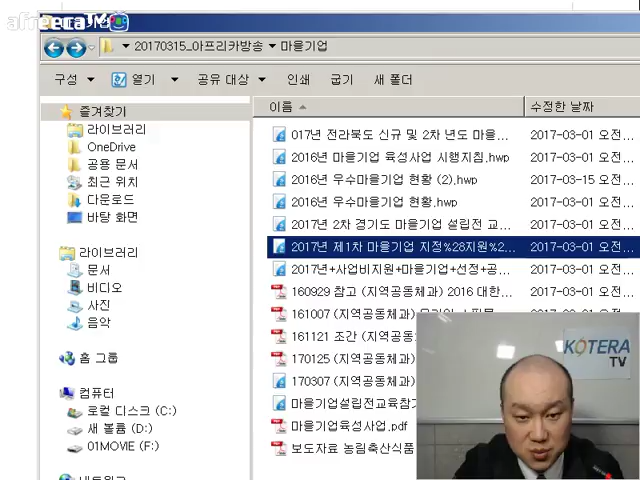 afreeca TV
20170315_아프리카방송 ▾ 마을기업
구성 열기 공유 대상 인쇄 굽기 새 폴더
즐겨찾기
라이브러리
OneDrive
공용 문서
최근 위치
다운로드
바탕 화면
라이브러리
문서
비디오
사진
음악
홈 그룹
컴퓨터
로컬 디스크 (C:)
새 볼륨 (D:)
01MOVIE (F:)
이름 수정한 날짜
017년 전라북도 신규 및 2차 년도 마을... 2017-03-01 오전...
2016년 마을기업 육성사업 시행지침.hwp 2017-03-01 오전...
2016년 우수마을기업 현황 (2).hwp 2017-03-15 오전...
2016년 우수마을기업 현황.hwp 2017-03-01 오전...
2017년 2차 경기도 마을기업 설립전 교... 2017-03-01 오전...
2017년 제1차 마을기업 지정%28지원%2... 2017-03-01 오전...
2017년+사업비지원+마을기업+선정+공... 2017-03-01 오전...
160929 참고 (지역공동체과) 2016 대한... 2017-03-01 오전...
161007 (지역공동체과)
161121 조간 (지역공동체과)
170125 (지역공동체과)
170307 (지역공동체과)
마을기업설립전교육참
마을기업육성사업.pdf
보도자료 농림축산식품
KOTERA
TV